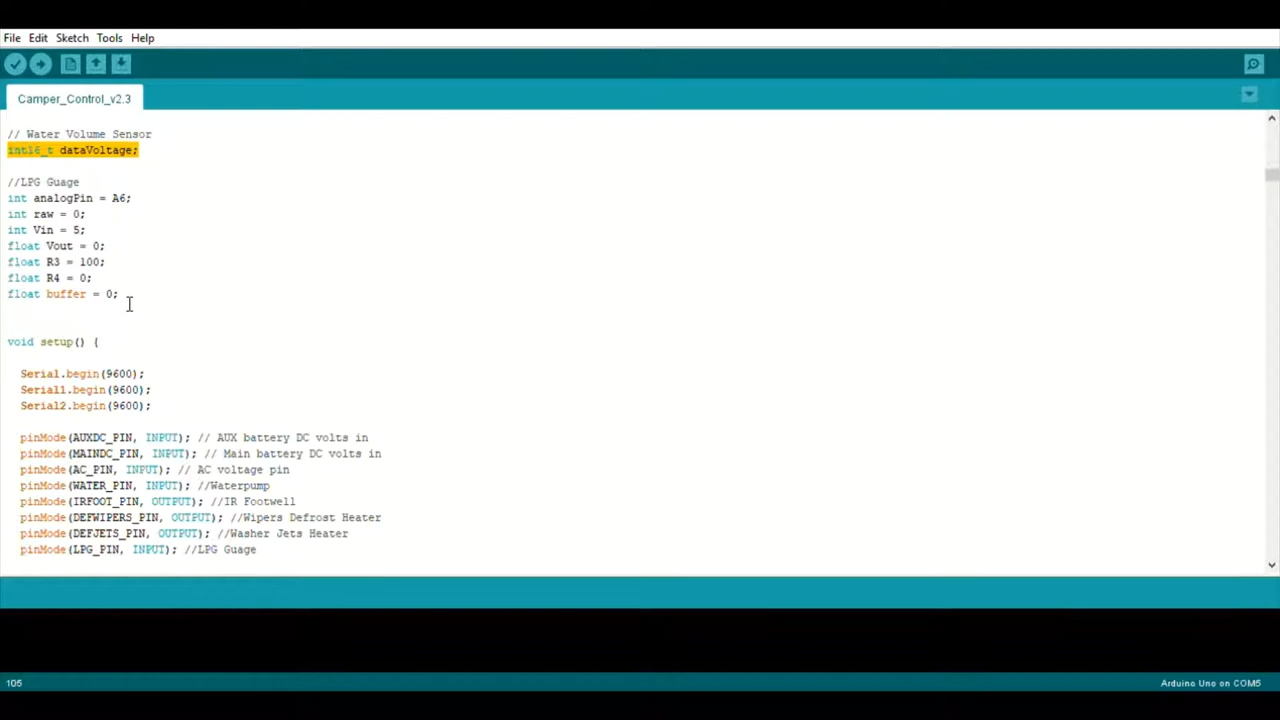 File Edit Sketch Tools Help
Camper_Control_v2.3
// Water Volume Sensor
int16_t dataVoltage;
//LPG Guage
int analogPin = A6;
int raw = 0;
int Vin = 5;
float Vout = 0;
float R3 = 100;
float R4 = 0;
float buffer = 0;
void setup() {
Serial.begin(9600);
Serial1.begin(9600);
Serial2.begin(9600);
pinMode(AUXDC_PIN, INPUT); // AUX battery DC volts in
pinMode(MAINDC_PIN, INPUT); // Main battery DC volts in
pinMode(AC_PIN, INPUT); // AC voltage pin
pinMode(WATER_PIN, INPUT); //Waterpump
pinMode(IRFOOT_PIN, OUTPUT); //IR Footwell
pinMode(DEFWIPERS_PIN, OUTPUT); //Wipers Defrost Heater
pinMode(DEFJETS_PIN, OUTPUT); //Washer Jets Heater
pinMode(LPG_PIN, INPUT); //LPG Guage
105 Arduino Uno on COM5